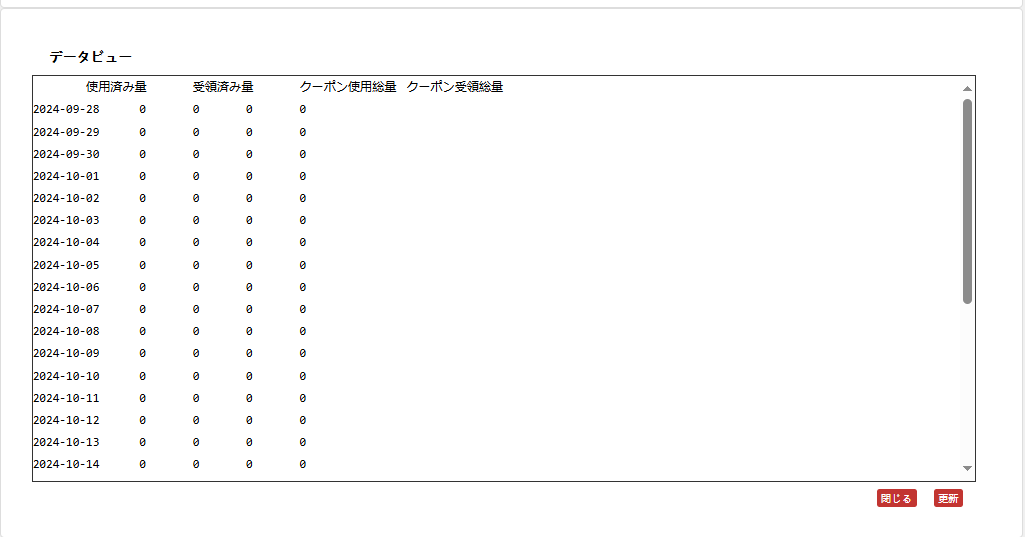 データビュー
使用済み量 受領済み量 クーポン使用総量 クーポン受領総量
2024-09-28 0 0 0 0
2024-09-29 0 0 0 0
2024-09-30 0 0 0 0
2024-10-01 0 0 0 0
2024-10-02 0 0 0 0
2024-10-03 0 0 0 0
2024-10-04 0 0 0 0
2024-10-05 0 0 0 0
2024-10-06 0 0 0 0
2024-10-07 0 0 0 0
2024-10-08 0 0 0 0
2024-10-09 0 0 0 0
2024-10-10 0 0 0 0
2024-10-11 0 0 0 0
2024-10-12 0 0 0 0
2024-10-13 0 0 0 0
2024-10-14 0 0 0 0
閉じる 更新